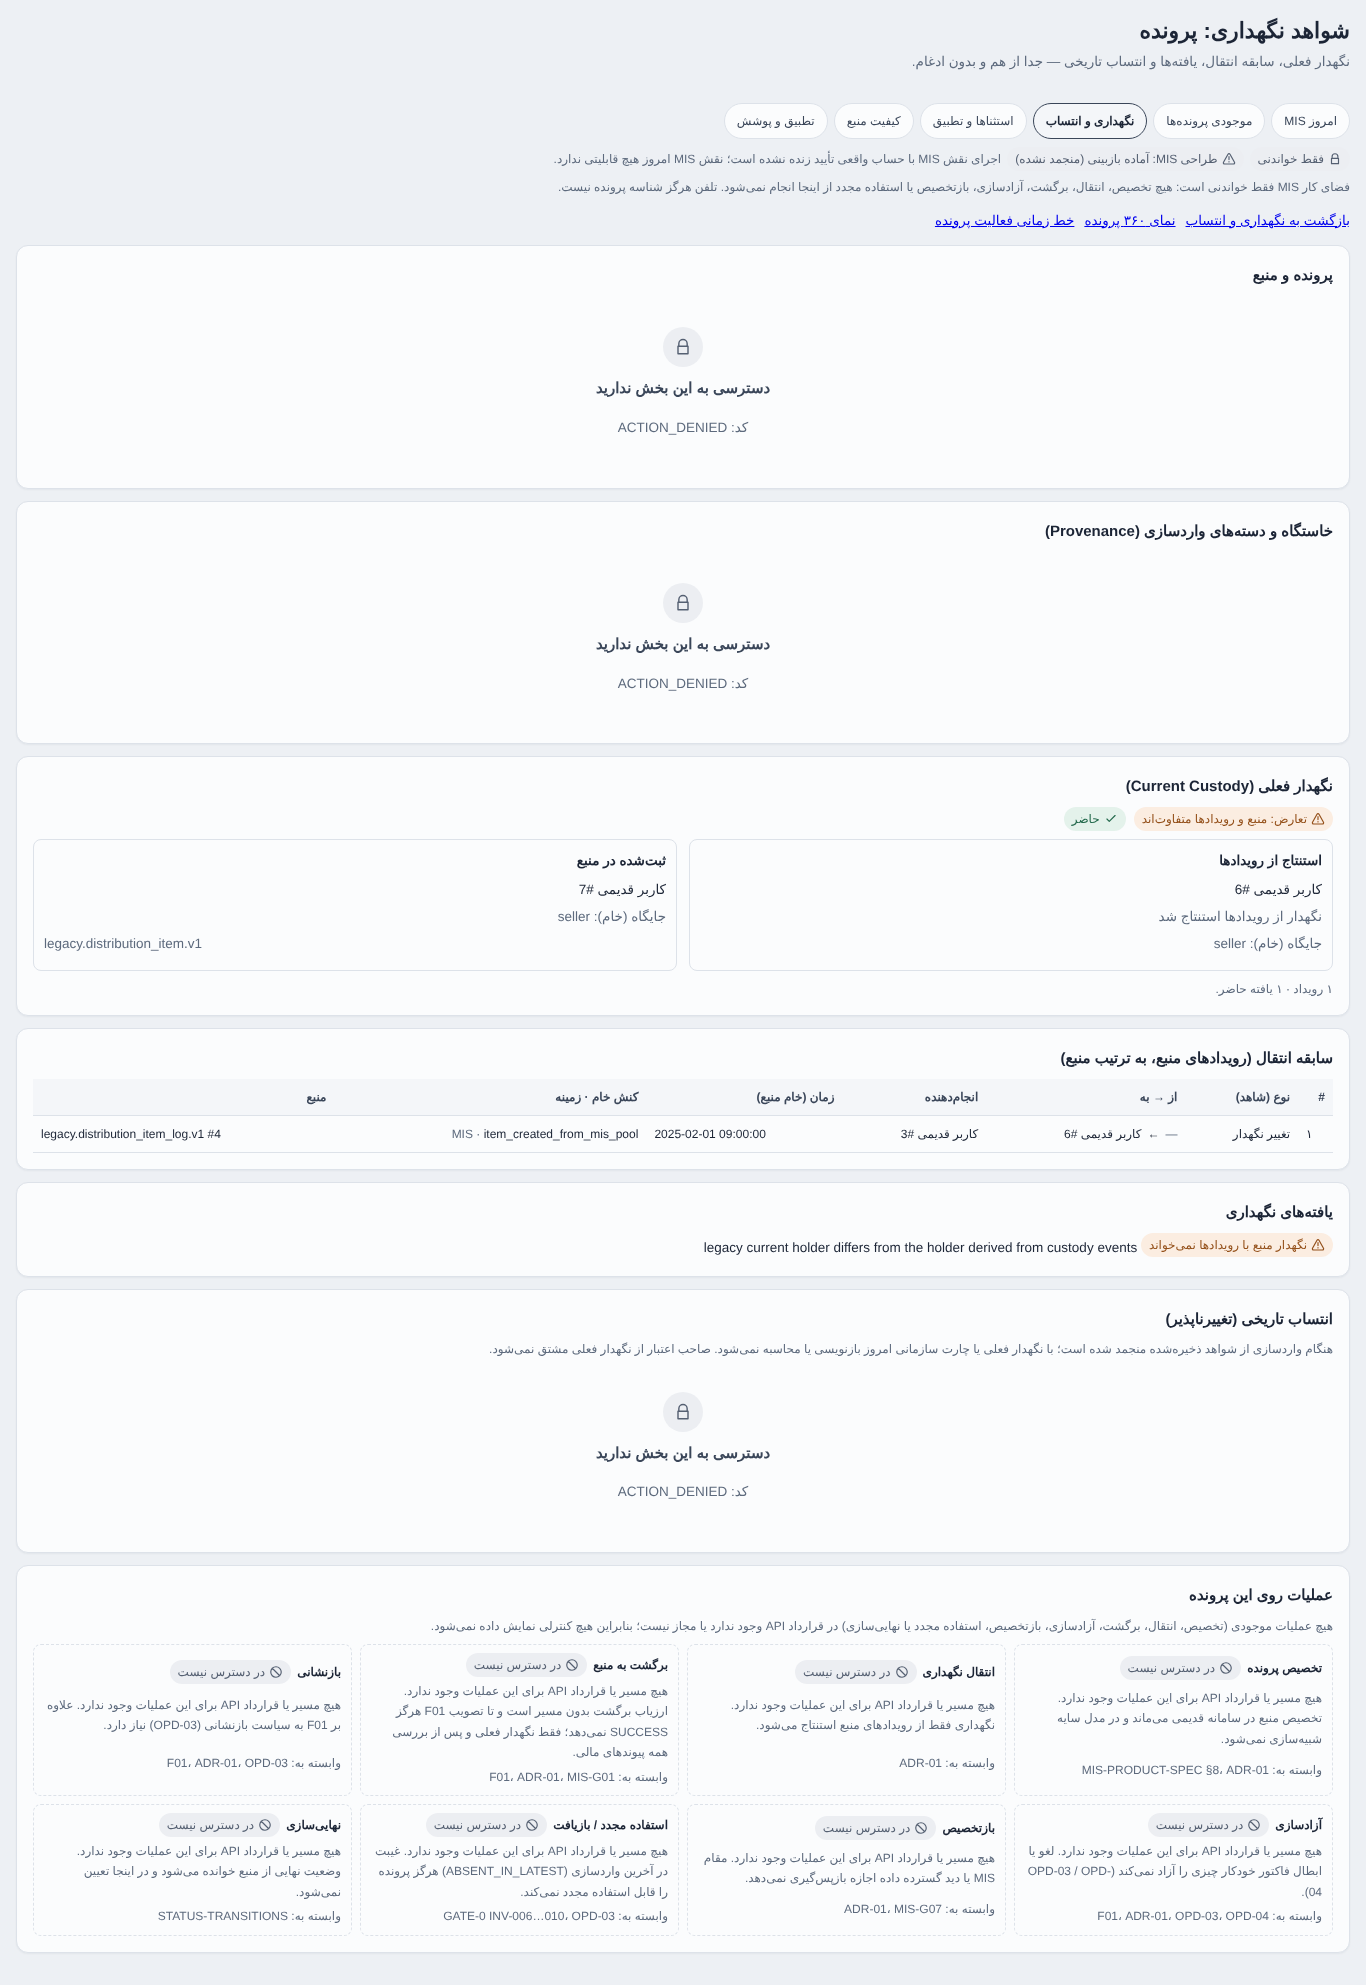 شواهد نگهداری: پرونده
نگهدار فعلی، سابقه انتقال، یافته‌ها و انتساب تاریخی — جدا از هم و بدون ادغام.
امروز MIS
موجودی پرونده‌ها
نگهداری و انتساب
استثناها و تطبیق
کیفیت منبع
تطبیق و پوشش
فقط خواندنی
طراحی MIS: آماده بازبینی (منجمد نشده)
اجرای نقش MIS با حساب واقعی تأیید زنده نشده است؛ نقش MIS امروز هیچ قابلیتی ندارد.
فضای کار MIS فقط خواندنی است: هیچ تخصیص، انتقال، برگشت، آزادسازی، بازتخصیص یا استفاده مجدد از اینجا انجام نمی‌شود. تلفن هرگز شناسه پرونده نیست.
بازگشت به نگهداری و انتساب
نمای ۳۶۰ پرونده
خط زمانی فعالیت پرونده
پرونده و منبع
دسترسی به این بخش ندارید
کد: ACTION_DENIED
خاستگاه و دسته‌های واردسازی (Provenance)
دسترسی به این بخش ندارید
کد: ACTION_DENIED
نگهدار فعلی (Current Custody)
تعارض: منبع و رویدادها متفاوت‌اند
حاضر
استنتاج از رویدادها
کاربر قدیمی #6
نگهدار از رویدادها استنتاج شد
جایگاه (خام): seller
ثبت‌شده در منبع
کاربر قدیمی #7
جایگاه (خام): seller
legacy.distribution_item.v1
۱ رویداد · ۱ یافته حاضر.
سابقه انتقال (رویدادهای منبع، به ترتیب منبع)
# نوع (شاهد) از → به انجام‌دهنده زمان (خام منبع) کنش خام · زمینه منبع
۱ تغییر نگهدار — ← کاربر قدیمی #6 کاربر قدیمی #3 2025-02-01 09:00:00 item_created_from_mis_pool · MIS legacy.distribution_item_log.v1 #4
یافته‌های نگهداری
نگهدار منبع با رویدادها نمی‌خواند legacy current holder differs from the holder derived from custody events
انتساب تاریخی (تغییرناپذیر)
هنگام واردسازی از شواهد ذخیره‌شده منجمد شده است؛ با نگهدار فعلی یا چارت سازمانی امروز بازنویسی یا محاسبه نمی‌شود. صاحب اعتبار از نگهدار فعلی مشتق نمی‌شود.
دسترسی به این بخش ندارید
کد: ACTION_DENIED
عملیات روی این پرونده
هیچ عملیات موجودی (تخصیص، انتقال، برگشت، آزادسازی، بازتخصیص، استفاده مجدد یا نهایی‌سازی) در قرارداد API وجود ندارد یا مجاز نیست؛ بنابراین هیچ کنترلی نمایش داده نمی‌شود.
تخصیص پرونده
در دسترس نیست
هیچ مسیر یا قرارداد API برای این عملیات وجود ندارد.
تخصیص منبع در سامانه قدیمی می‌ماند و در مدل سایه
شبیه‌سازی نمی‌شود.
وابسته به: MIS-PRODUCT-SPEC §8، ADR-01
انتقال نگهداری
در دسترس نیست
هیچ مسیر یا قرارداد API برای این عملیات وجود ندارد.
نگهداری فقط از رویدادهای منبع استنتاج می‌شود.
وابسته به: ADR-01
برگشت به منبع
در دسترس نیست
هیچ مسیر یا قرارداد API برای این عملیات وجود ندارد.
ارزیاب برگشت بدون مسیر است و تا تصویب F01 هرگز
SUCCESS نمی‌دهد؛ فقط نگهدار فعلی و پس از بررسی
همه پیوندهای مالی.
وابسته به: F01، ADR-01، MIS-G01
بازنشانی
در دسترس نیست
هیچ مسیر یا قرارداد API برای این عملیات وجود ندارد. علاوه
بر F01 به سیاست بازنشانی (OPD-03) نیاز دارد.
وابسته به: F01، ADR-01، OPD-03
آزادسازی
در دسترس نیست
هیچ مسیر یا قرارداد API برای این عملیات وجود ندارد. لغو یا
ابطال فاکتور خودکار چیزی را آزاد نمی‌کند (OPD-03 / OPD-
04).
وابسته به: F01، ADR-01، OPD-03، OPD-04
بازتخصیص
در دسترس نیست
هیچ مسیر یا قرارداد API برای این عملیات وجود ندارد. مقام
MIS یا دید گسترده داده اجازه بازپس‌گیری نمی‌دهد.
وابسته به: ADR-01، MIS-G07
استفاده مجدد / بازیافت
در دسترس نیست
هیچ مسیر یا قرارداد API برای این عملیات وجود ندارد. غیبت
در آخرین واردسازی (ABSENT_IN_LATEST) هرگز پرونده
را قابل استفاده مجدد نمی‌کند.
وابسته به: GATE-0 INV-006…010، OPD-03
نهایی‌سازی
در دسترس نیست
هیچ مسیر یا قرارداد API برای این عملیات وجود ندارد.
وضعیت نهایی از منبع خوانده می‌شود و در اینجا تعیین
نمی‌شود.
وابسته به: STATUS-TRANSITIONS